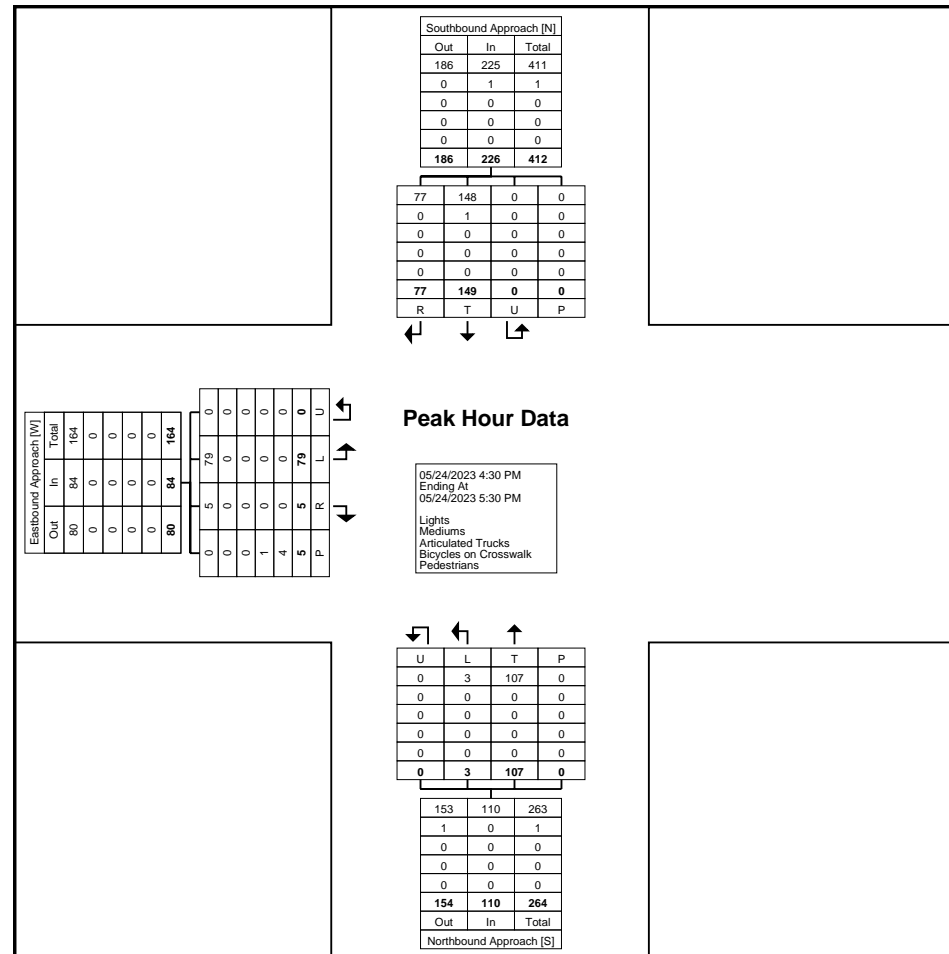 Southbound Approach [N]
Out In Total
186 225 411
0 1 1
0 0 0
0 0 0
0 0 0
186 226 412
77 148 0 0
0 1 0 0
0 0 0 0
0 0 0 0
0 0 0 0
77 149 0 0
R T U P
Eastbound Approach [W]
Out In Total
80 84 164
0 0 0
0 0 0
0 0 0
0 0 0
80 84 164
0 5 79 0
0 0 0 0
0 0 0 0
1 0 0 0
4 0 0 0
5 5 79 0
P R L U
Peak Hour Data
05/24/2023 4:30 PM
Ending At
05/24/2023 5:30 PM
Lights
Mediums
Articulated Trucks
Bicycles on Crosswalk
Pedestrians
U L T P
0 3 107 0
0 0 0 0
0 0 0 0
0 0 0 0
0 0 0 0
0 3 107 0
153 110 263
1 0 1
0 0 0
0 0 0
0 0 0
154 110 264
Out In Total
Northbound Approach [S]